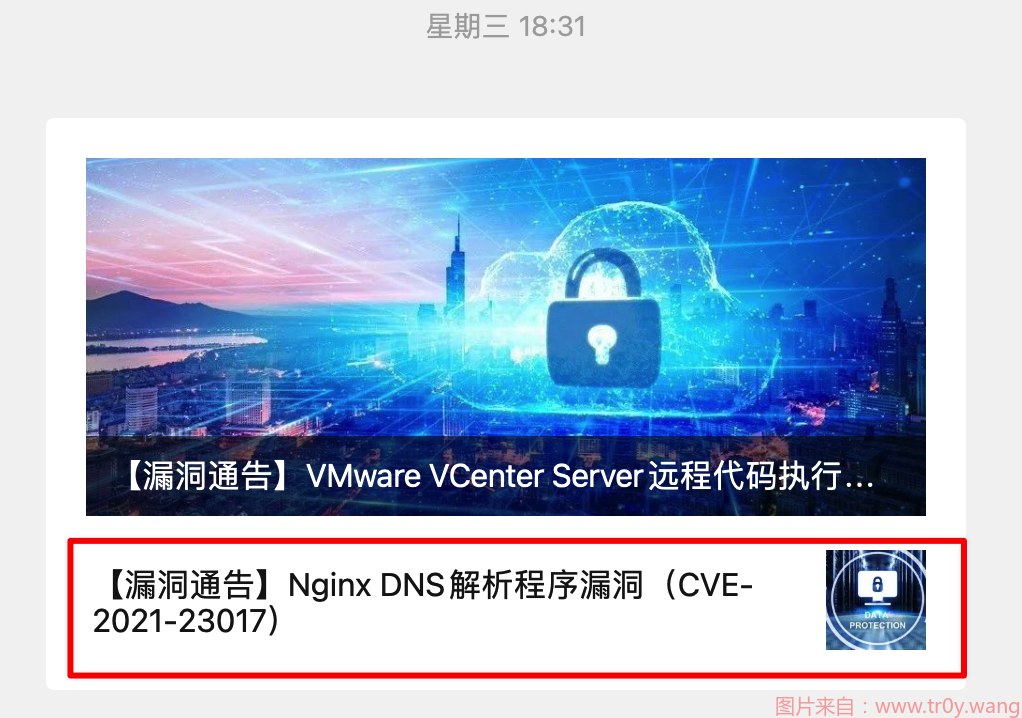 星期三 18:31
【漏洞通告】VMware VCenter Server远程代码执行...
【漏洞通告】Nginx DNS解析程序漏洞（CVE-
2021-23017）
DATA
PROTECTION
图片来自：www.tr0y.wang